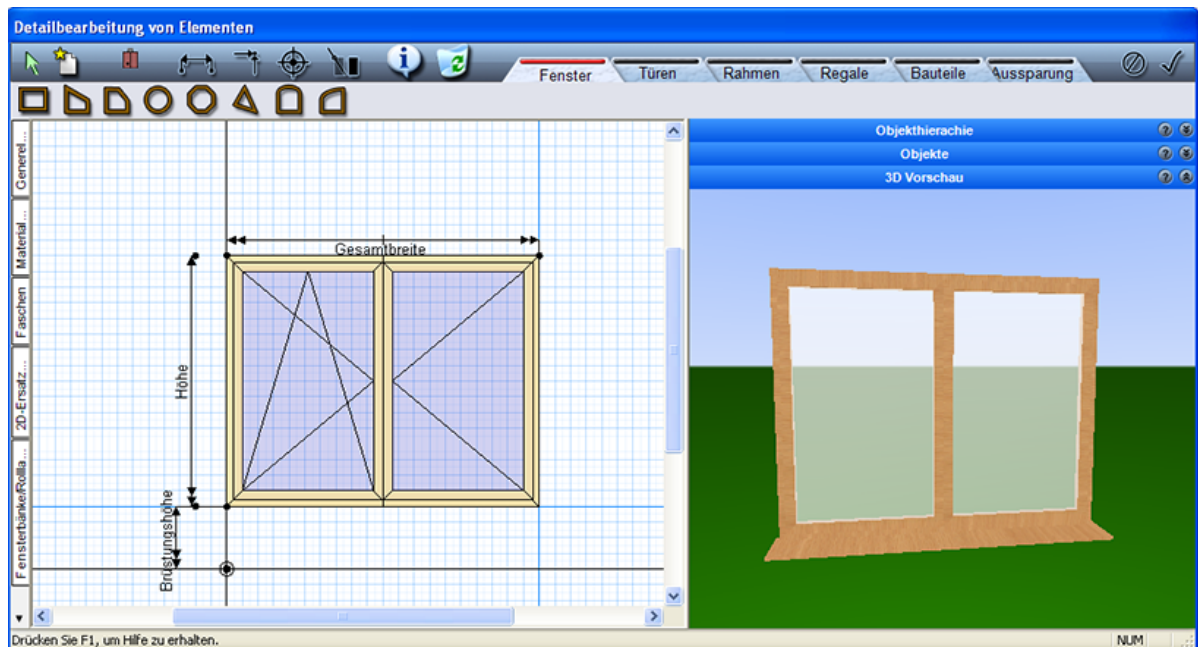 Detailbearbeitung von Elementen
Fenster Türen Rahmen Regale Bauteile Aussparung
Generel...
Material...
Faschen
2D-Ersatz...
Fensterbänke/Rolla...
Gesamtbreite
Höhe
Brüstungshöhe
Objekthierachie
Objekte
3D Vorschau
Drücken Sie F1, um Hilfe zu erhalten.
NUM